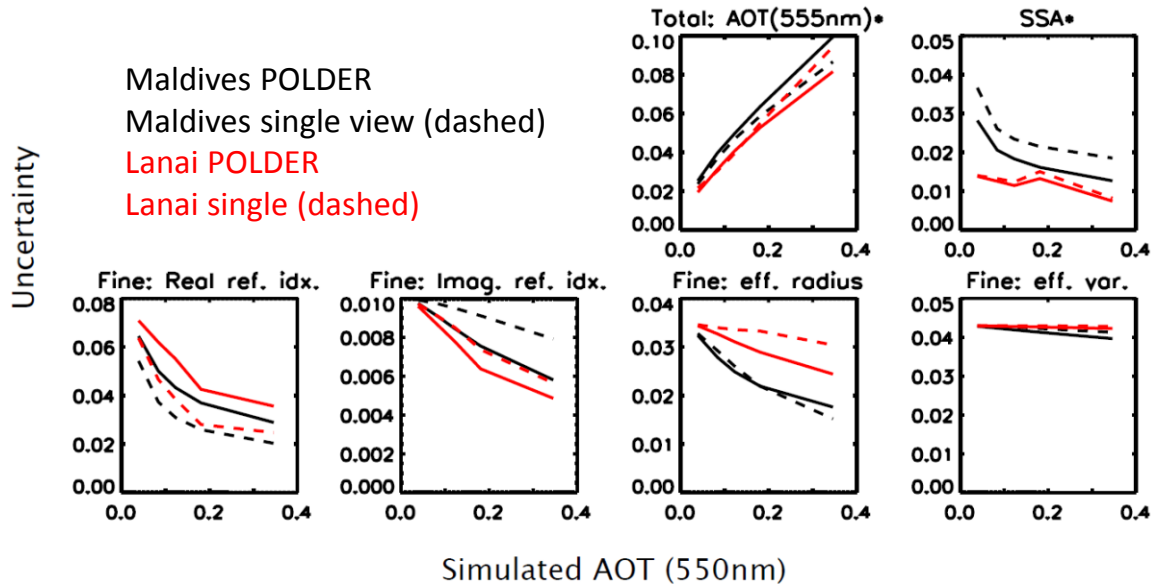 Total: AOT(555nm)*
SSA*
Maldives POLDER
Maldives single view (dashed)
Lanai POLDER
Lanai single (dashed)
Uncertainty
0.10
0.08
0.06
0.04
0.02
0.00
0.0 0.2 0.4
0.05
0.04
0.03
0.02
0.01
0.00
0.0 0.2 0.4
Fine: Real ref. idx.
0.08
0.06
0.04
0.02
0.00
0.0 0.2 0.4
Fine: Imag. ref. idx.
0.010
0.008
0.006
0.004
0.002
0.000
0.0 0.2 0.4
Fine: eff. radius
0.04
0.03
0.02
0.01
0.00
0.0 0.2 0.4
Fine: eff. var.
0.05
0.04
0.03
0.02
0.01
0.00
0.0 0.2 0.4
Simulated AOT (550nm)